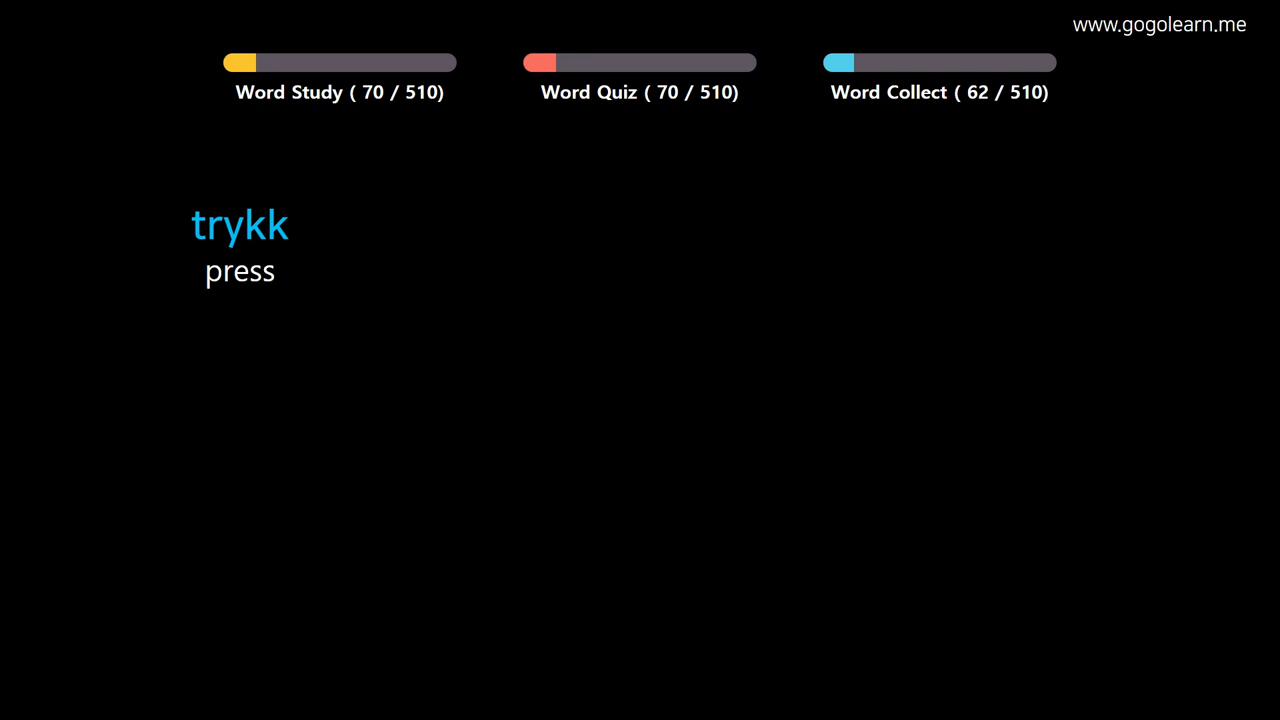 www.gogolearn.me
Word Study ( 70 / 510)
Word Quiz ( 70 / 510)
Word Collect ( 62 / 510)
trykk
press